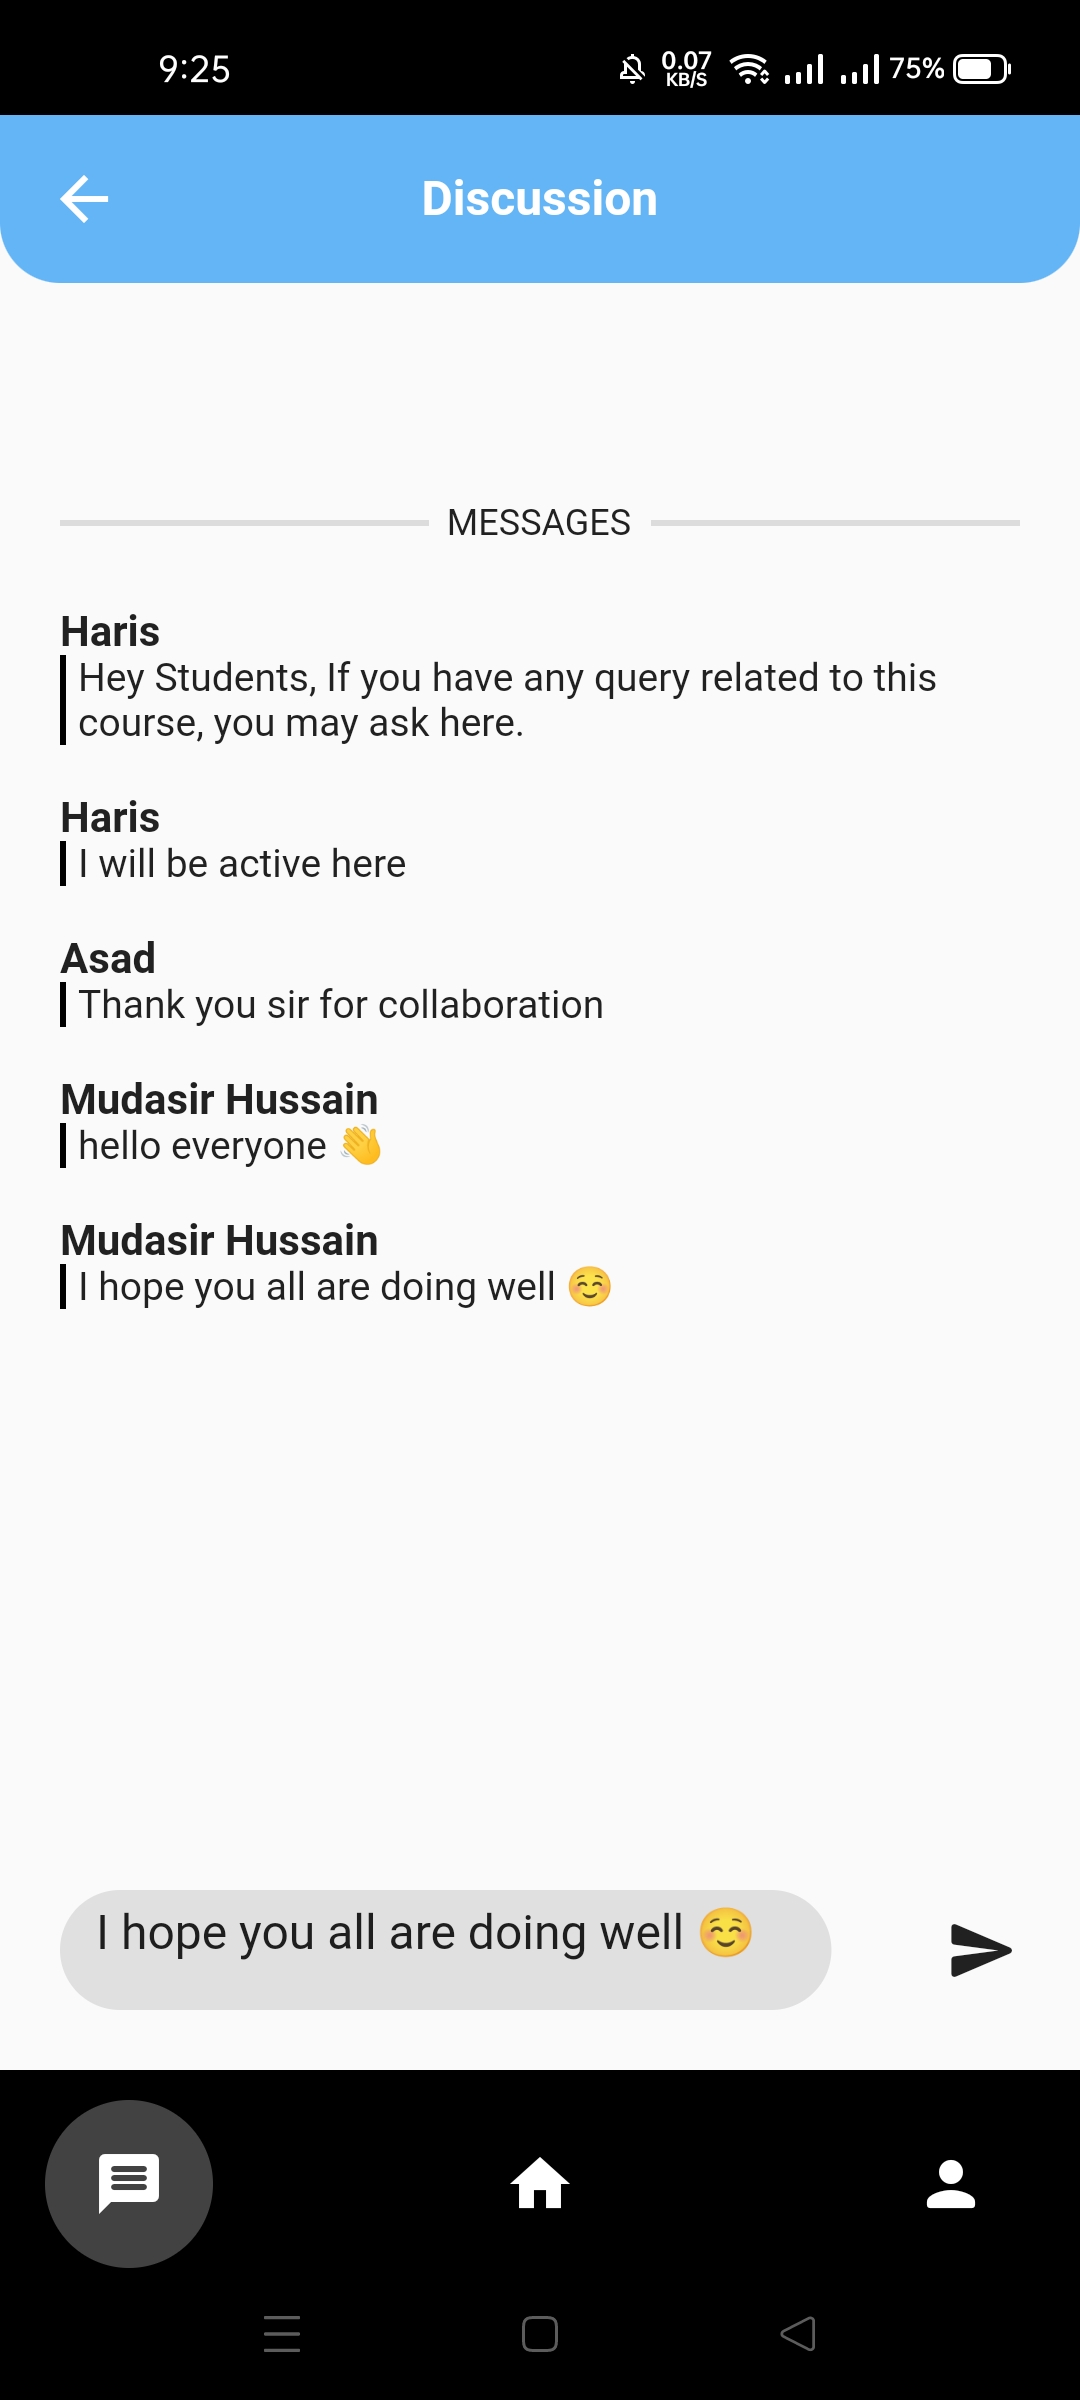 9:25
0.07
KB/S
75%
Discussion
MESSAGES
Haris
Hey Students, If you have any query related to this
course, you may ask here.
Haris
I will be active here
Asad
Thank you sir for collaboration
Mudasir Hussain
hello everyone 👋
Mudasir Hussain
I hope you all are doing well ☺️
I hope you all are doing well ☺️